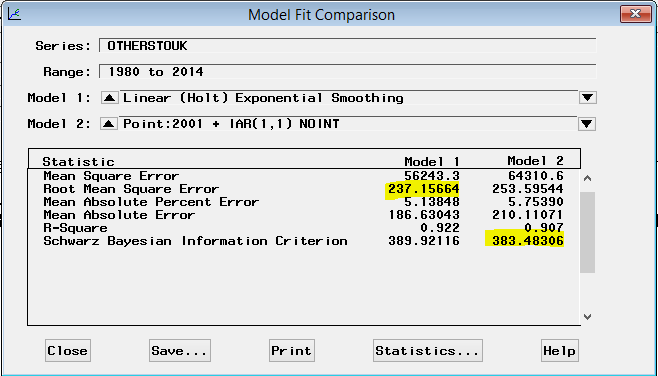 Model Fit Comparison
Series: OTHERSTOUK
Range: 1980 to 2014
Model 1: Linear (Holt) Exponential Smoothing
Model 2: Point:2001 + IAR(1,1) NOINT
Statistic Model 1 Model 2
Mean Square Error 56243.3 64310.6
Root Mean Square Error 237.15664 253.59544
Mean Absolute Percent Error 5.13848 5.75390
Mean Absolute Error 186.63043 210.11071
R-Square 0.922 0.907
Schwarz Bayesian Information Criterion 389.92116 383.48306
Close Save... Print Statistics... Help